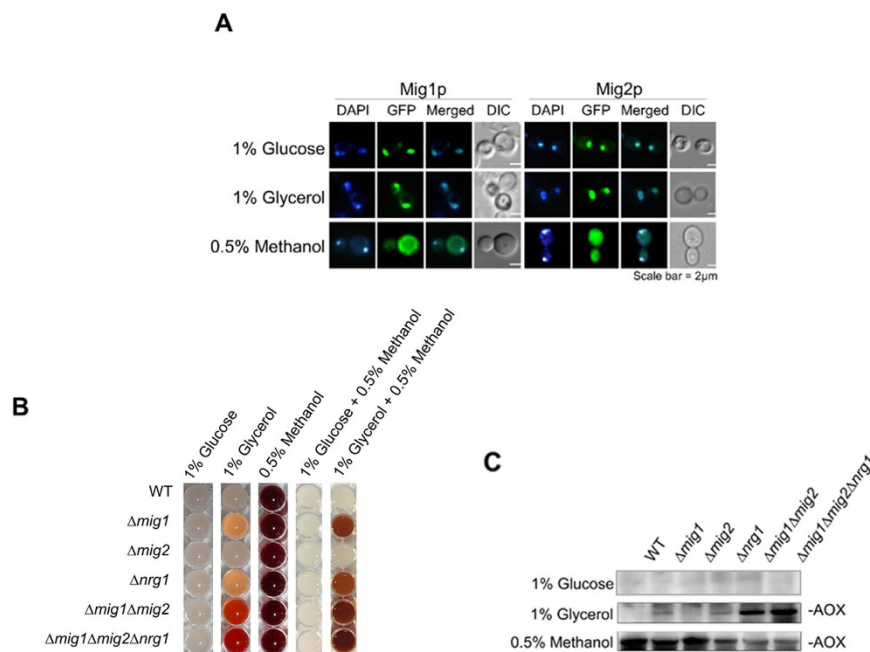 A
Mig1p Mig2p
DAPI GFP Merged DIC DAPI GFP Merged DIC
1% Glucose
1% Glycerol
0.5% Methanol
Scale bar = 2μm
B
1% Glucose
1% Glycerol
0.5% Methanol
1% Glucose + 0.5% Methanol
1% Glycerol + 0.5% Methanol
WT
Δmig1
Δmig2
Δnrg1
Δmig1Δmig2
Δmig1Δmig2Δnrg1
C
WT
Δmig1
Δmig2
Δnrg1
Δmig1Δmig2
Δmig1Δmig2Δnrg1
1% Glucose
1% Glycerol -AOX
0.5% Methanol -AOX